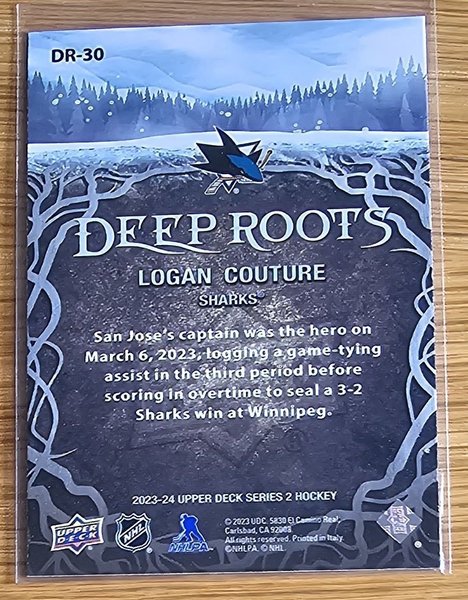 DR-30
DEEP ROOTS
LOGAN COUTURE
SHARKS
San Jose's captain was the hero on
March 6, 2023, logging a game-tying
assist in the third period before
scoring in overtime to seal a 3-2
Sharks win at Winnipeg.
2023-24 UPPER DECK SERIES 2 HOCKEY
UPPER
DECK
NHL
NHLPA
© 2023 UDC. 5830 El Camino Real,
Carlsbad, CA 92008.
All rights reserved. Printed in Italy.
©NHLPA. © NHL.